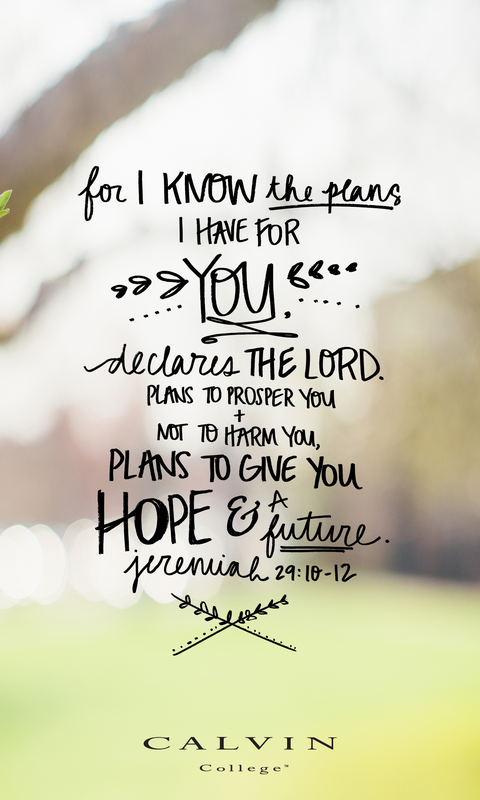 for I KNOW the plans
I HAVE FOR
YOU,
declares THE LORD.
PLANS TO PROSPER YOU
+
NOT TO HARM YOU,
PLANS TO GIVE YOU
HOPE & A future.
jeremiah 29:10-12
CALVIN
College™